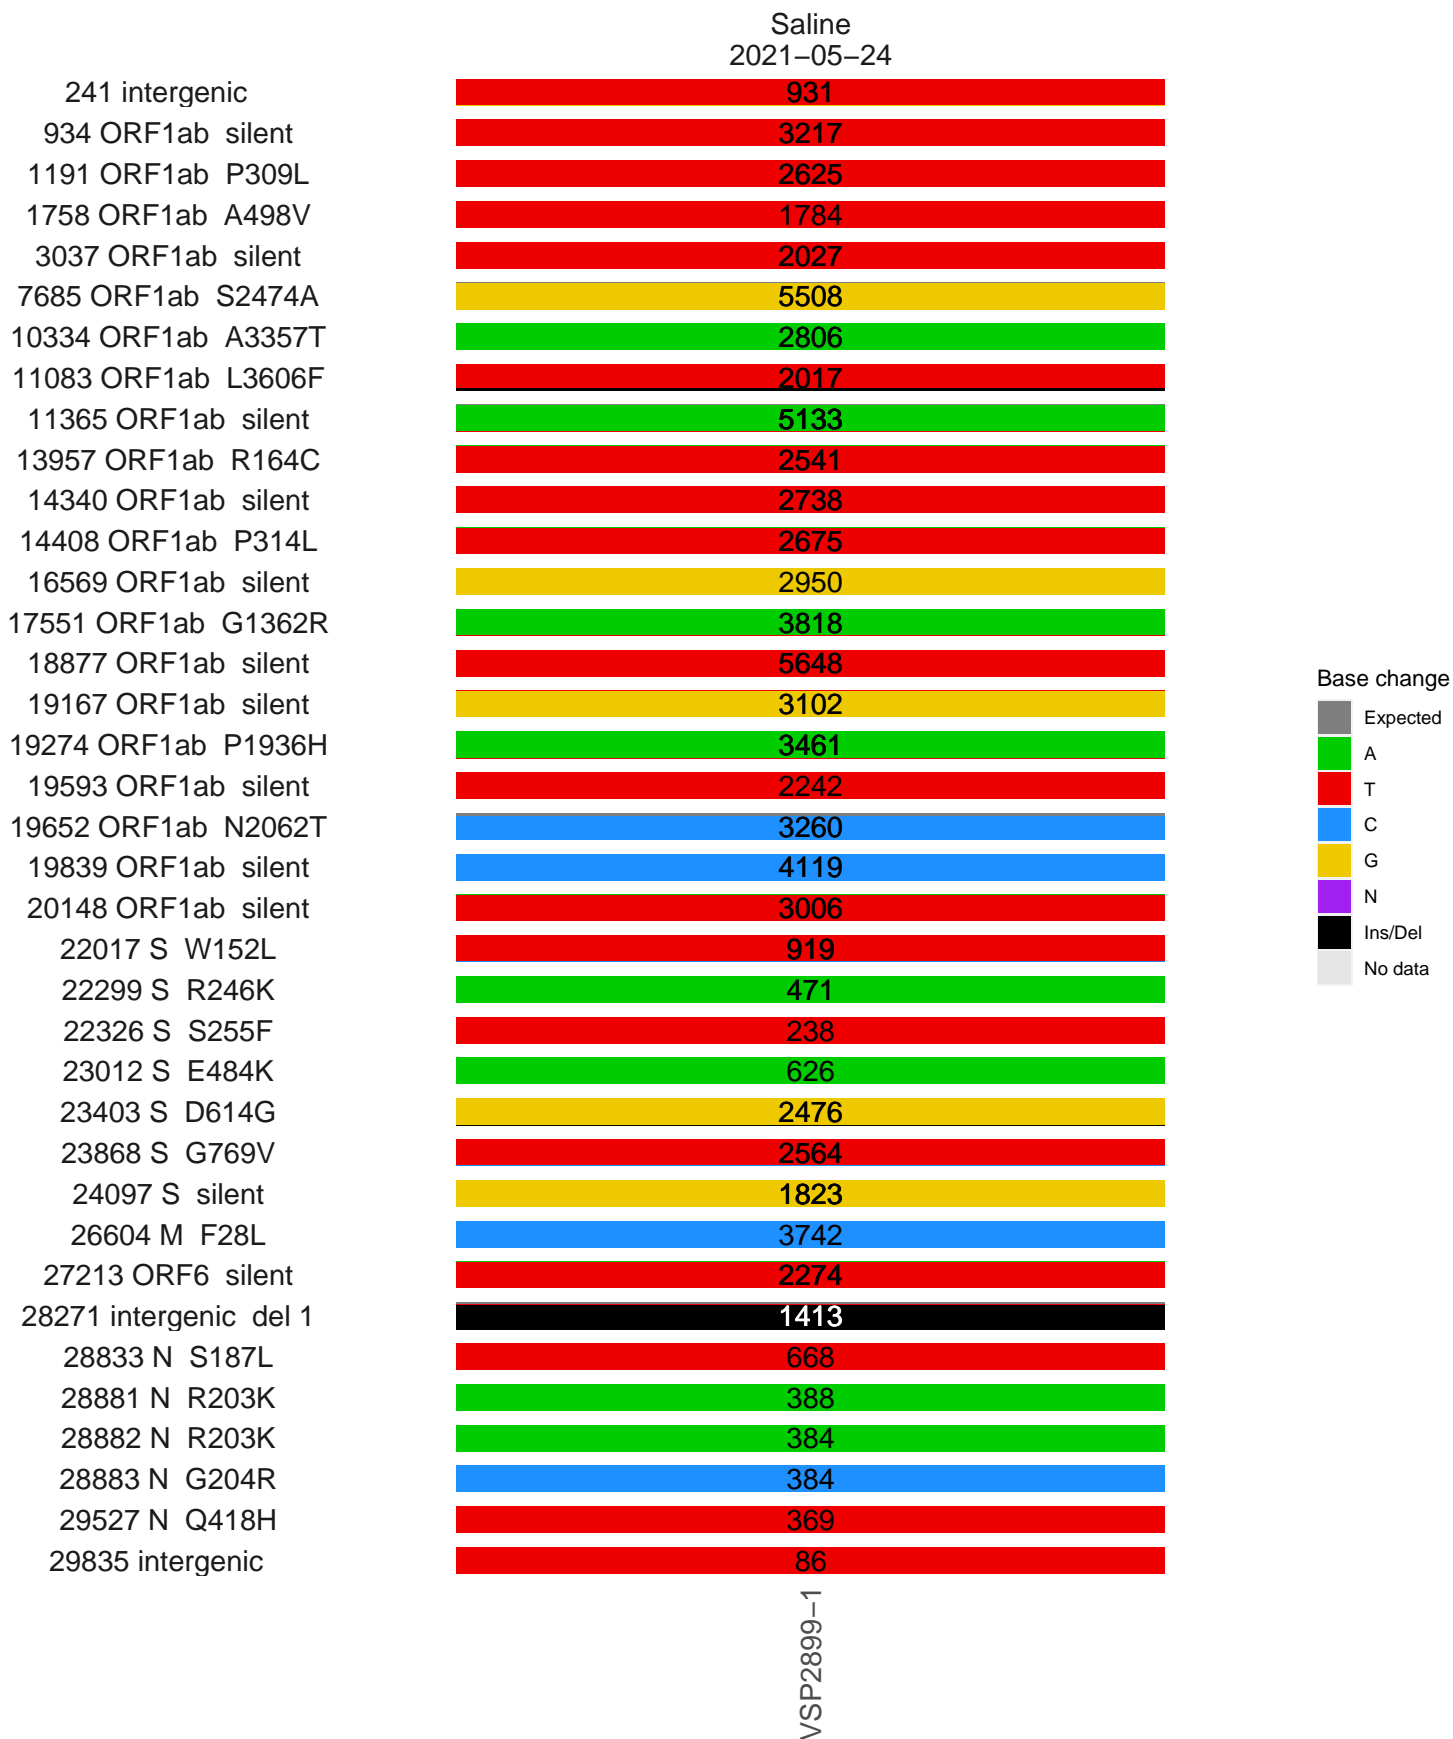 Saline
2021−05−24
241 intergenic 931
934 ORF1ab  silent 3217
1191 ORF1ab  P309L 2625
1758 ORF1ab  A498V 1784
3037 ORF1ab  silent 2027
7685 ORF1ab  S2474A 5508
10334 ORF1ab  A3357T 2806
11083 ORF1ab  L3606F 2017
11365 ORF1ab  silent 5133
13957 ORF1ab  R164C 2541
14340 ORF1ab  silent 2738
14408 ORF1ab  P314L 2675
16569 ORF1ab  silent 2950
17551 ORF1ab  G1362R 3818
18877 ORF1ab  silent 5648
19167 ORF1ab  silent 3102
19274 ORF1ab  P1936H 3461
19593 ORF1ab  silent 2242
19652 ORF1ab  N2062T 3260
19839 ORF1ab  silent 4119
20148 ORF1ab  silent 3006
22017 S  W152L 919
22299 S  R246K 471
22326 S  S255F 238
23012 S  E484K 626
23403 S  D614G 2476
23868 S  G769V 2564
24097 S  silent 1823
26604 M  F28L 3742
27213 ORF6  silent 2274
28271 intergenic  del 1 1413
28833 N  S187L 668
28881 N  R203K 388
28882 N  R203K 384
28883 N  G204R 384
29527 N  Q418H 369
29835 intergenic 86
VSP2899−1
Base change
Expected
A
T
C
G
N
Ins/Del
No data